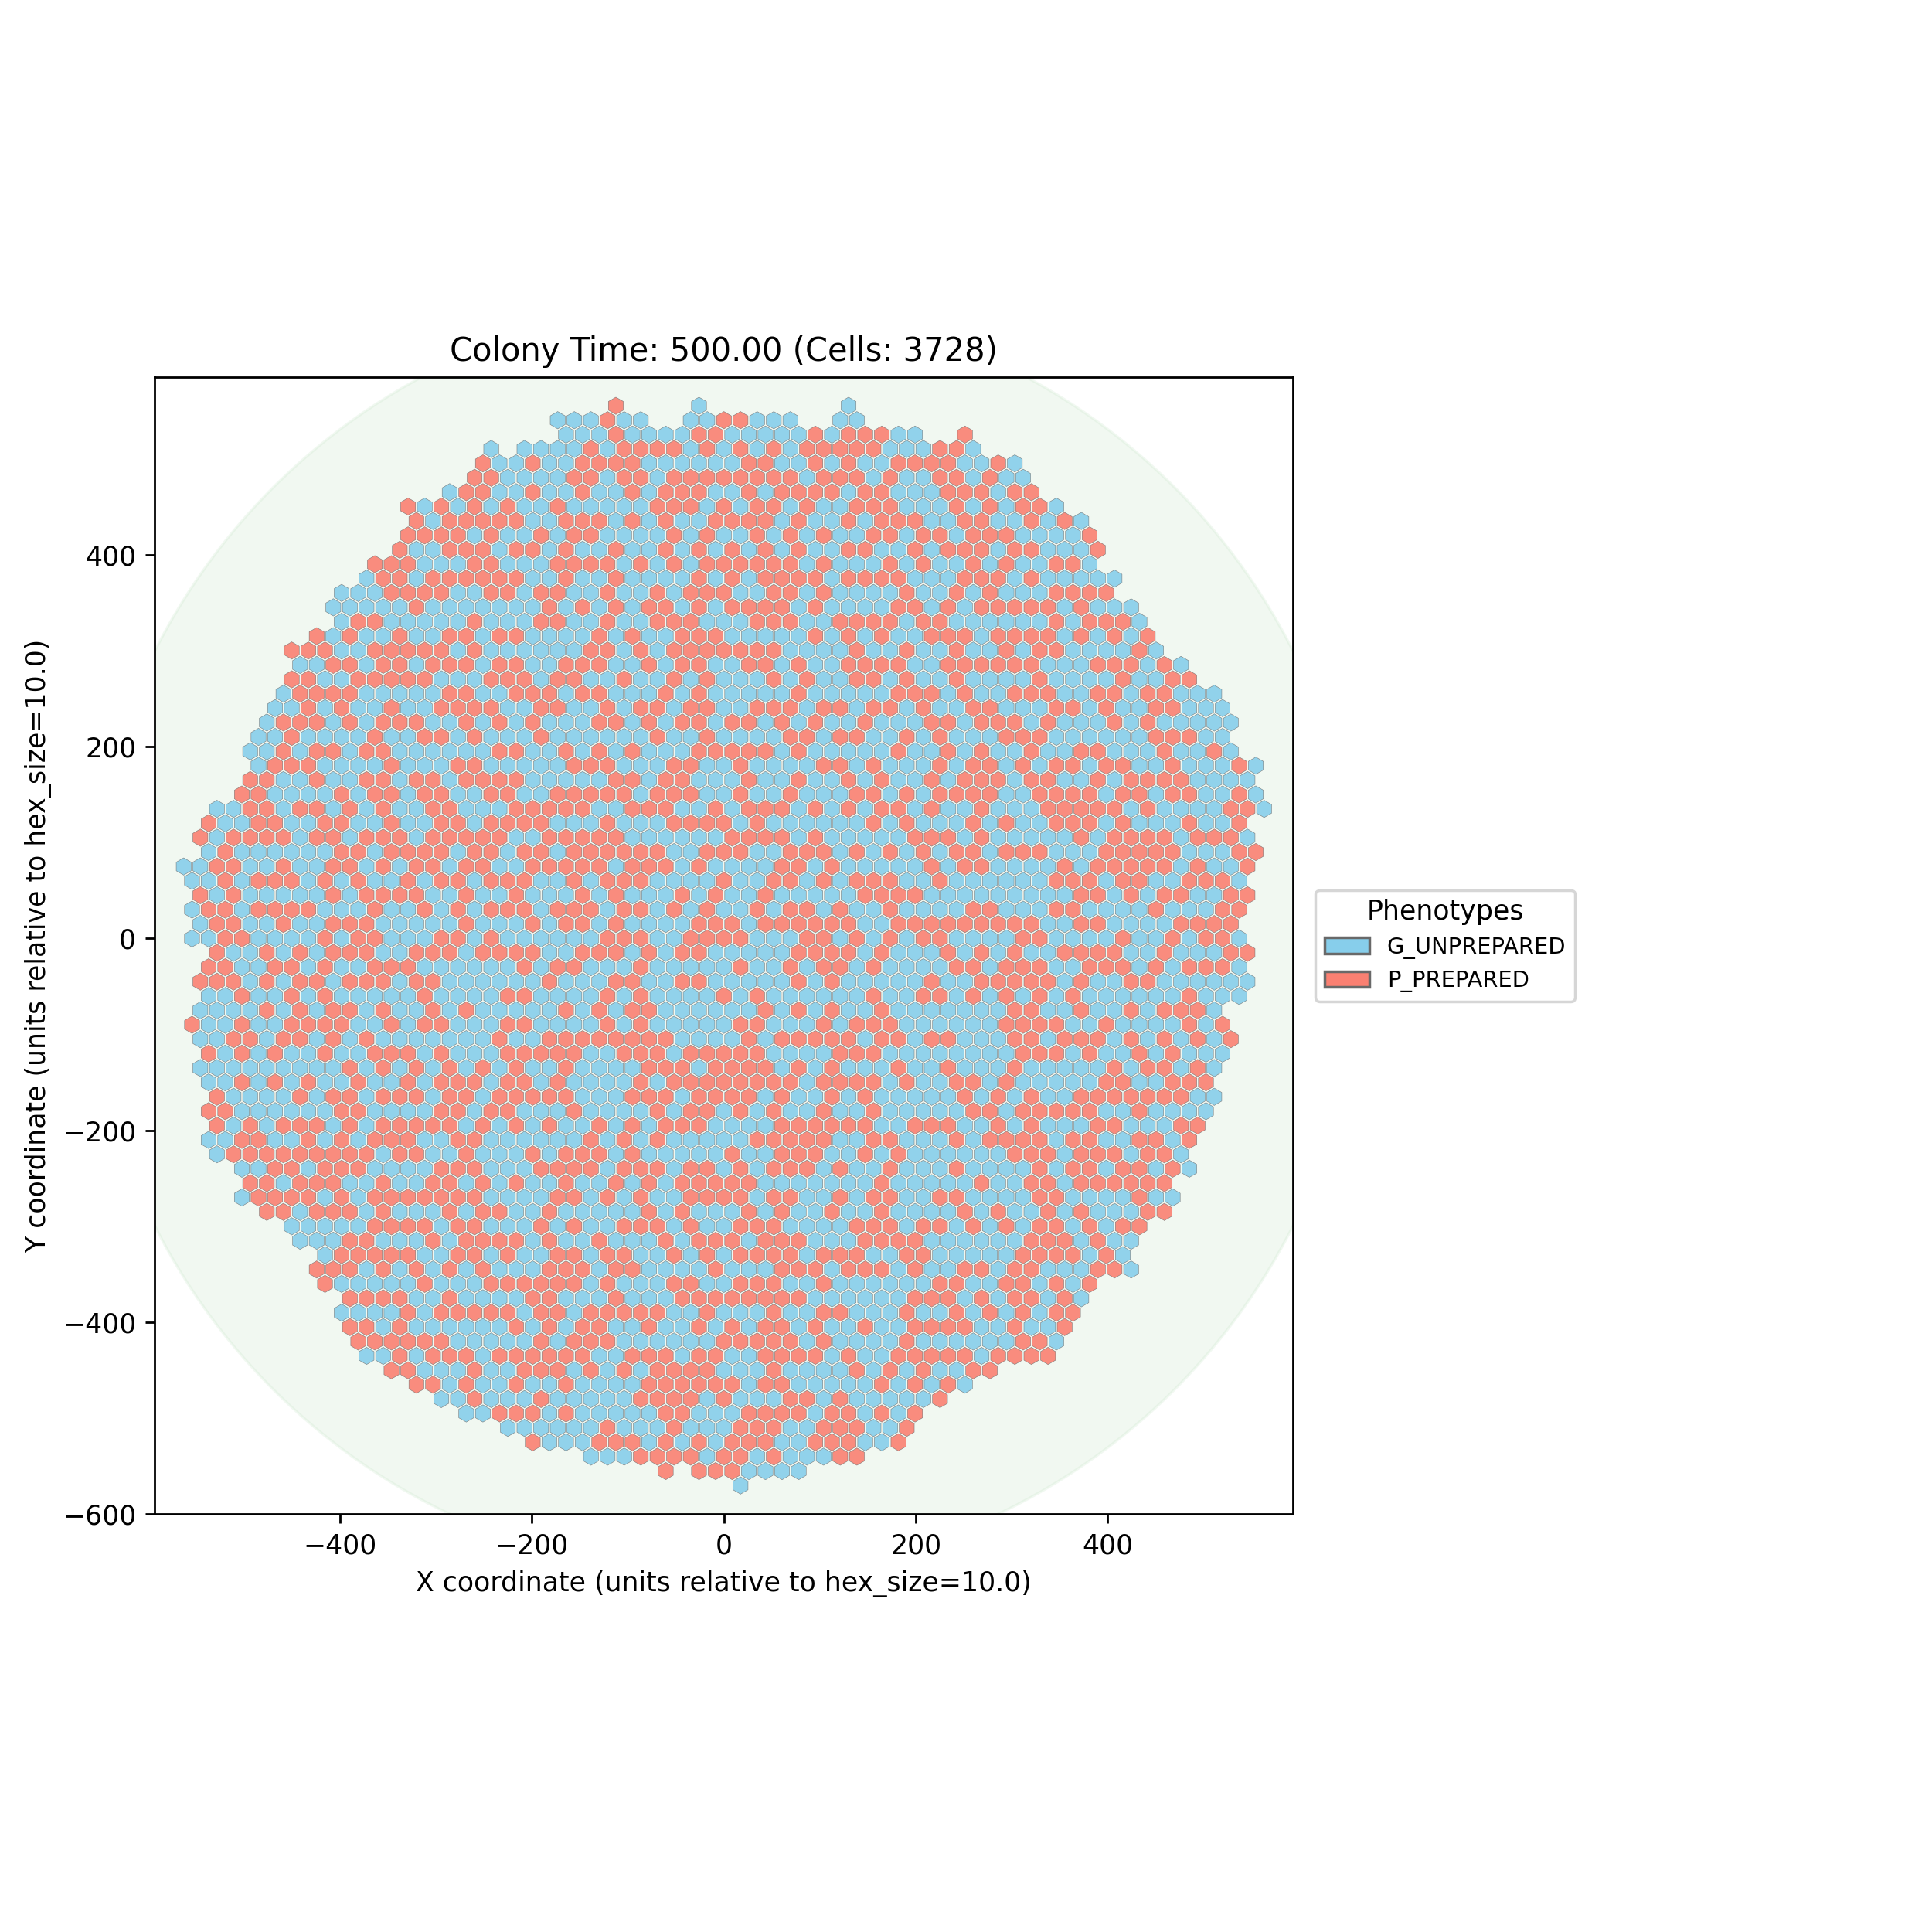 Colony Time: 500.00 (Cells: 3728)
Y coordinate (units relative to hex_size=10.0)
400
200
0
−200
−400
−600
−400
−200
0
200
400
X coordinate (units relative to hex_size=10.0)
Phenotypes
G_UNPREPARED
P_PREPARED